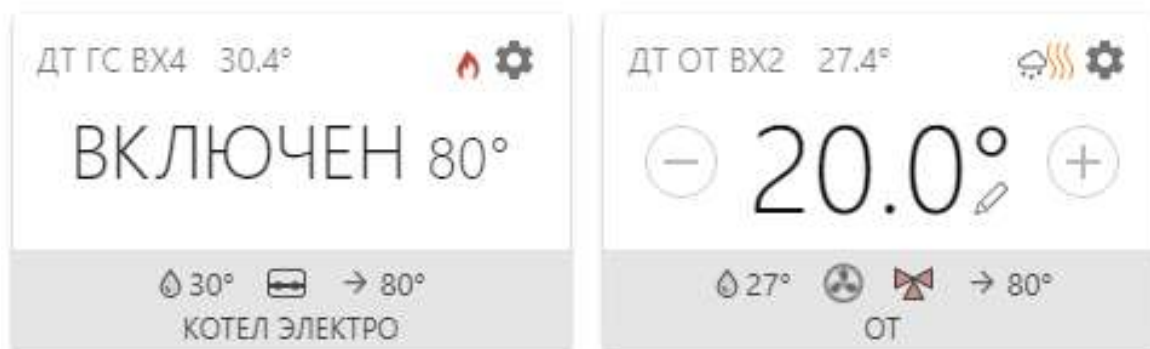 ДТ ГС ВХ4 30.4°
ВКЛЮЧЕН 80°
30° → 80°
КОТЕЛ ЭЛЕКТРО
ДТ ОТ ВХ2 27.4°
20.0°
27° → 80°
ОТ